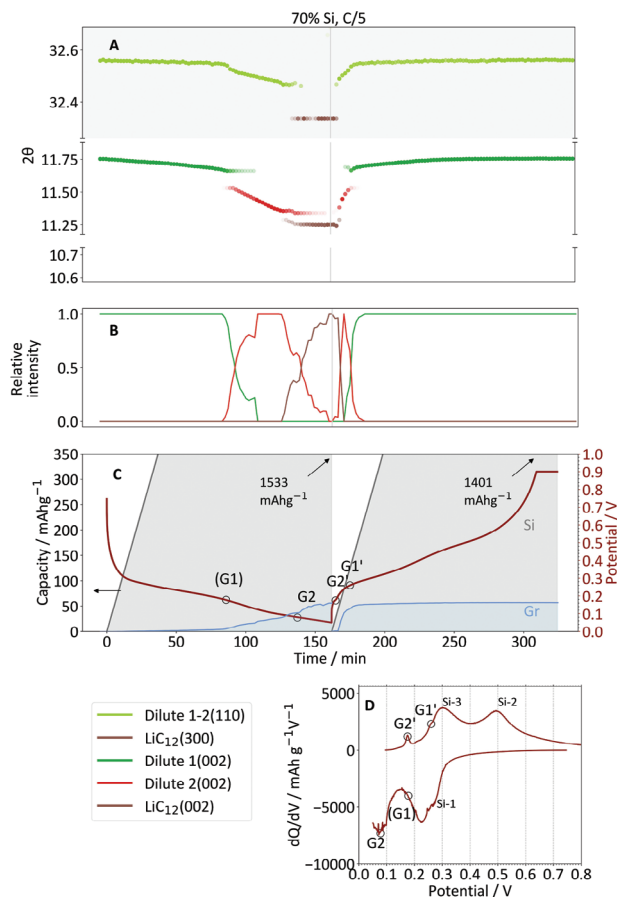 70% Si, C/5
A
32.6
32.4
2θ
11.75
11.50
11.25
10.7
10.6
B
1.0
0.5
0.0
Relative
intensity
C
350
300
250
200
150
100
50
0
Capacity / mAhg⁻¹
1533
mAhg⁻¹
1401
mAhg⁻¹
Si
Gr
(G1)
G2
G2'
G1'
1.0
0.9
0.8
0.7
0.6
0.5
0.4
0.3
0.2
0.1
0.0
Potential / V
0 50 100 150 200 250 300
Time / min
Dilute 1-2(110)
LiC₁₂(300)
Dilute 1(002)
Dilute 2(002)
LiC₁₂(002)
D
5000
0
−5000
−10000
dQ/dV / mAh g⁻¹V⁻¹
G2'
G1'
Si-3
Si-2
(G1)
Si-1
G2
0.0 0.1 0.2 0.3 0.4 0.5 0.6 0.7 0.8
Potential / V